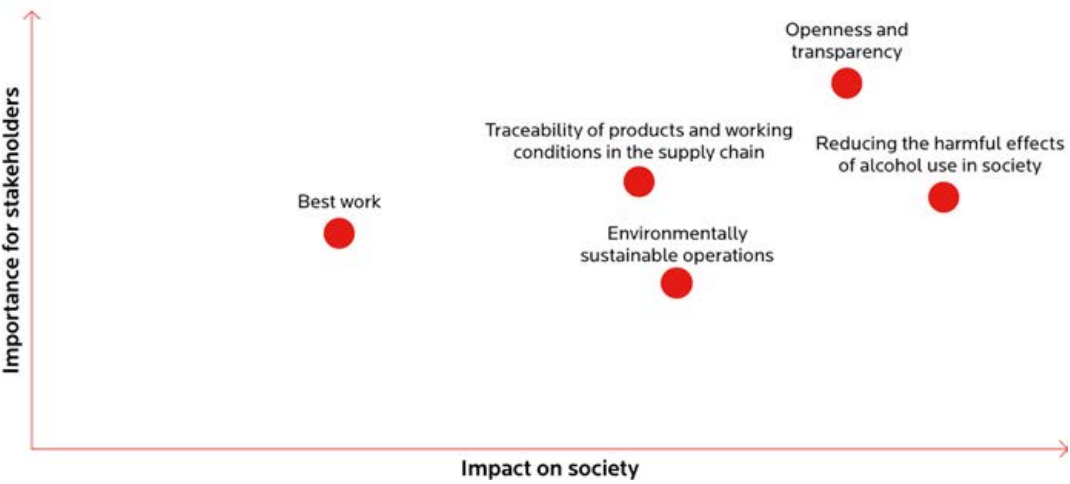 Openness and
transparency
Traceability of products and working
conditions in the supply chain
Reducing the harmful effects
of alcohol use in society
Best work
Environmentally
sustainable operations
Importance for stakeholders
Impact on society